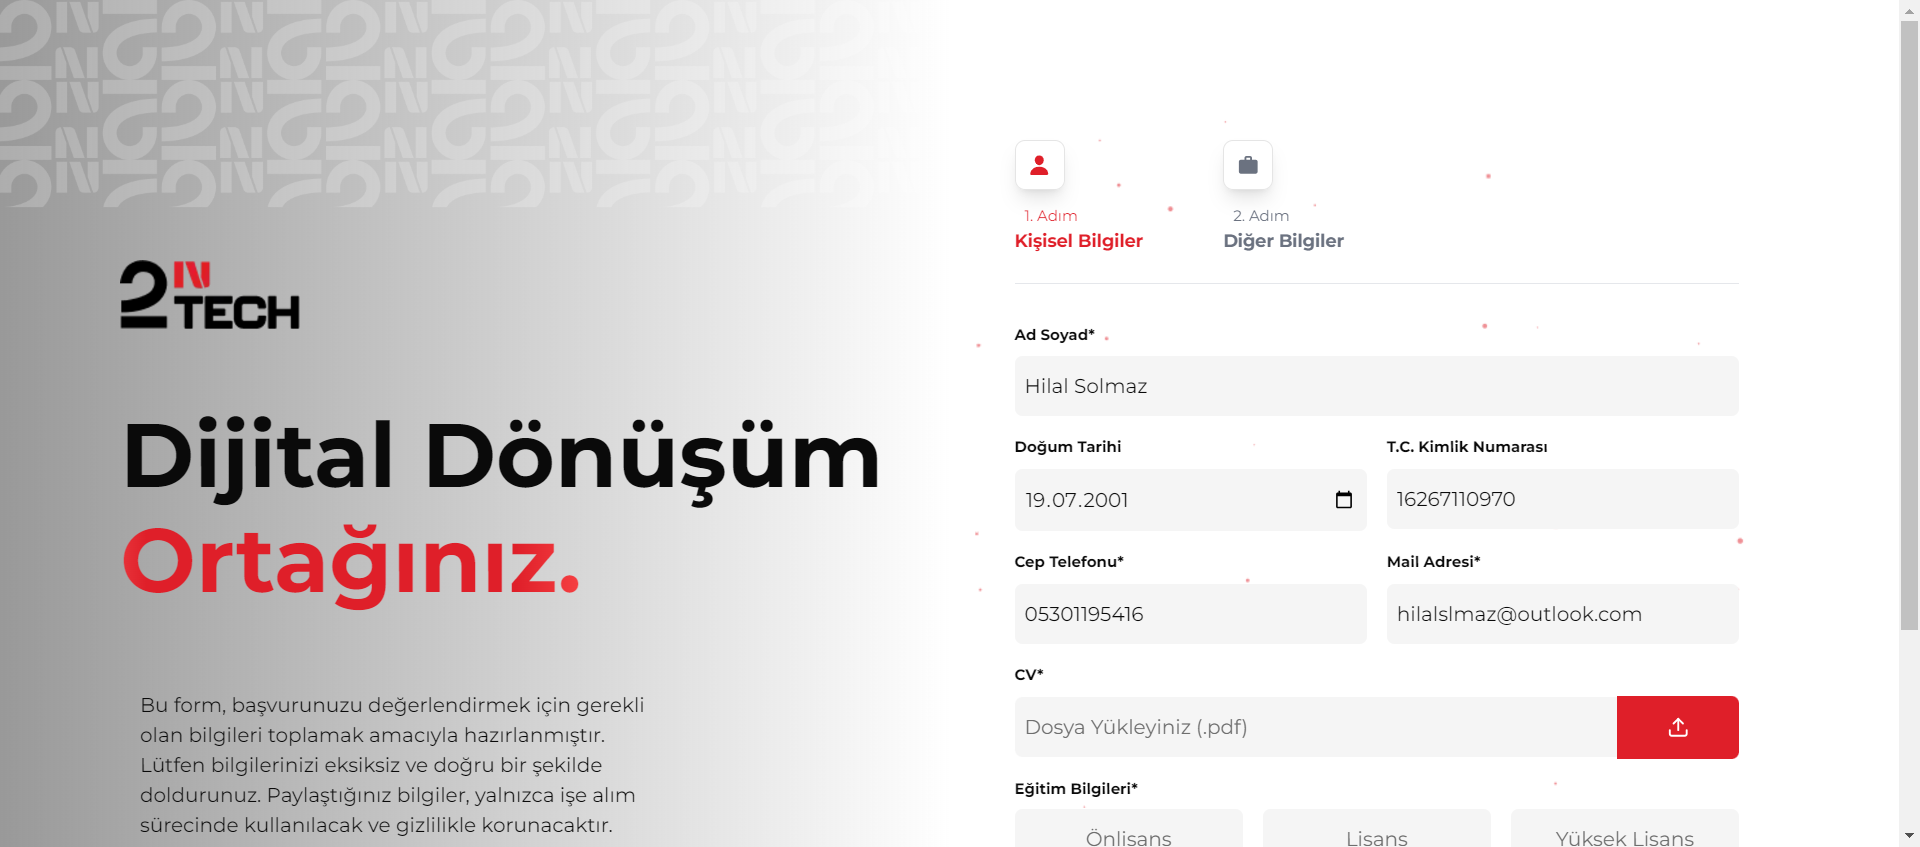 2N TECH
Dijital Dönüşüm
Ortağınız.
Bu form, başvurunuzu değerlendirmek için gerekli
olan bilgileri toplamak amacıyla hazırlanmıştır.
Lütfen bilgilerinizi eksiksiz ve doğru bir şekilde
doldurunuz. Paylaştığınız bilgiler, yalnızca işe alım
sürecinde kullanılacak ve gizlilikle korunacaktır.
1. Adım
Kişisel Bilgiler
2. Adım
Diğer Bilgiler
Ad Soyad*
Hilal Solmaz
Doğum Tarihi
19.07.2001
T.C. Kimlik Numarası
16267110970
Cep Telefonu*
05301195416
Mail Adresi*
hilalslmaz@outlook.com
CV*
Dosya Yükleyiniz (.pdf)
Eğitim Bilgileri*
Önlisans
Lisans
Yüksek Lisans